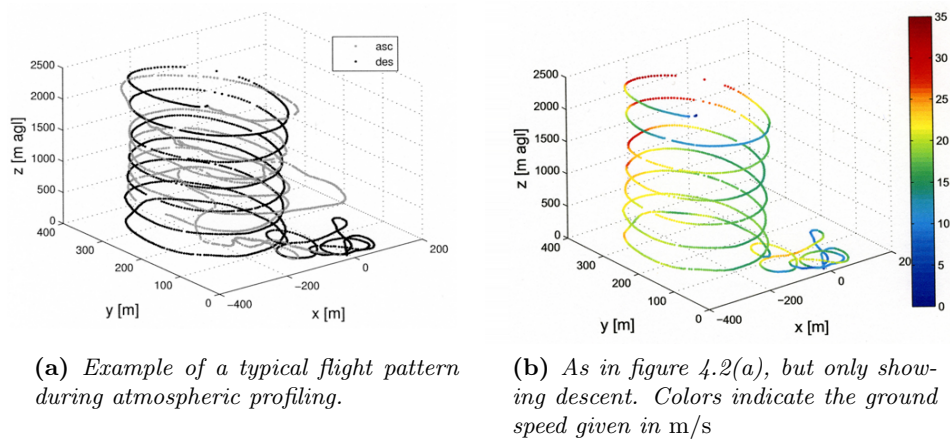 asc
des
2500
2000
1500
1000
500
0
z [m agl]
400
300
200
100
0
y [m]
−400
−200
0
200
x [m]
2500
2000
1500
1000
500
0
z [m agl]
400
300
200
100
0
y [m]
−400
−200
0
20
x [m]
35
30
25
20
15
10
5
0
(a) Example of a typical flight pattern
during atmospheric profiling.
(b) As in figure 4.2(a), but only show-
ing descent. Colors indicate the ground
speed given in m/s